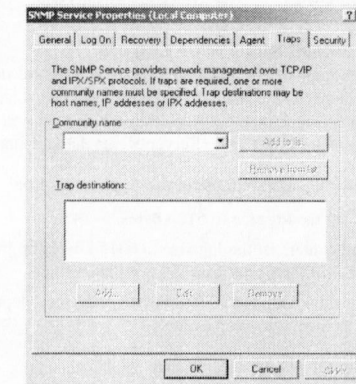 SNMP Service Properties (Local Computer)
General Log On Recovery Dependencies Agent Traps Security
The SNMP Service provides network management over TCP/IP
and IPX/SPX protocols. If traps are required, one or more
community names must be specified. Trap destinations may be
host names, IP addresses or IPX addresses.
Community name
Add to list
Remove from list
Trap destinations:
Add... Edit... Remove
OK Cancel Apply